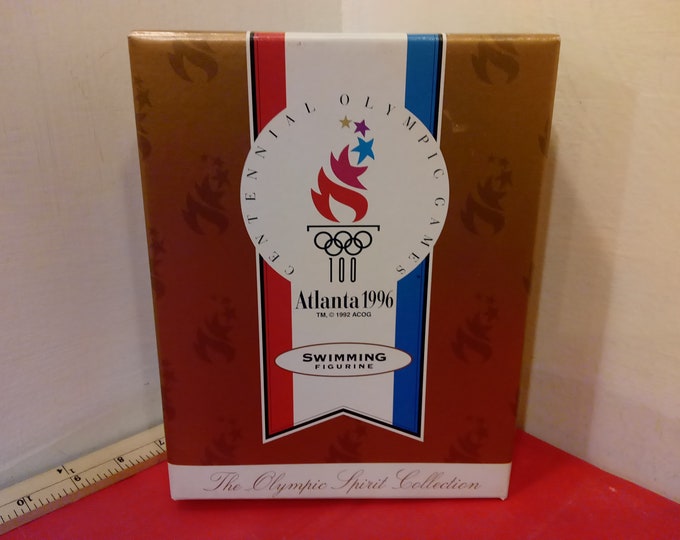 CENTENNIAL OLYMPIC GAMES
100
Atlanta 1996
TM, © 1992 ACOG
SWIMMING
FIGURINE
The Olympic Spirit Collection